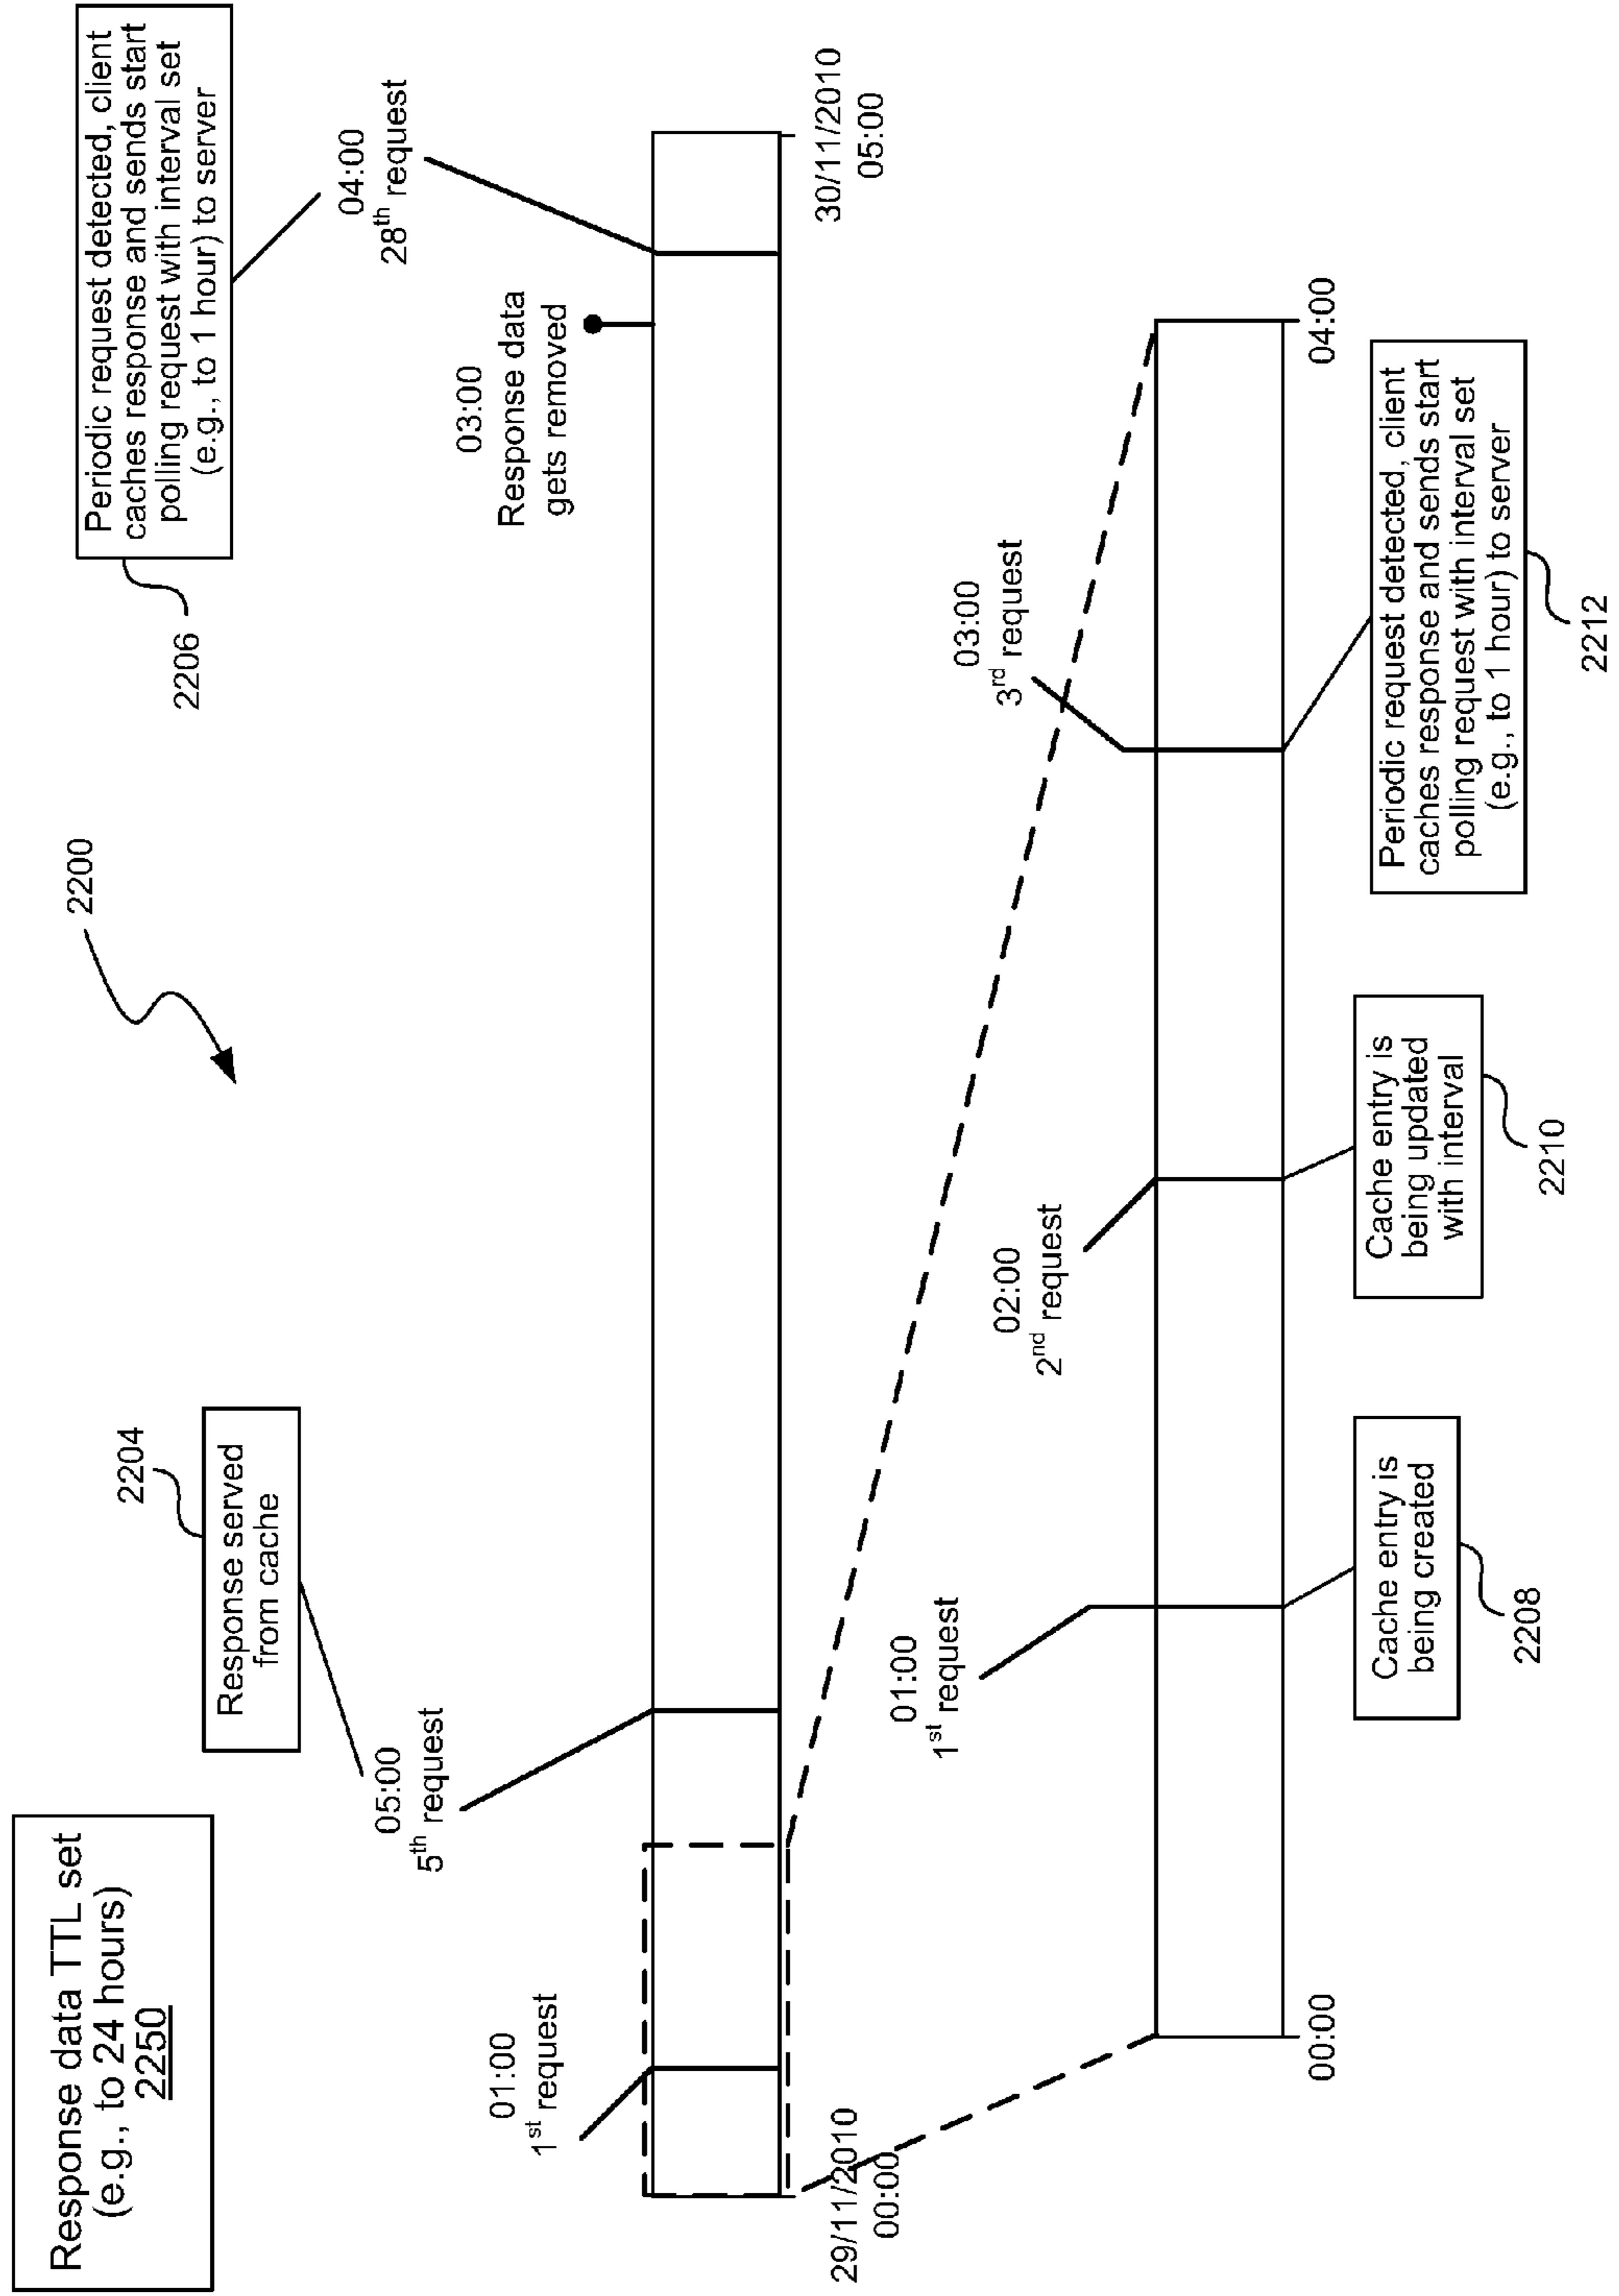 Response data TTL set
(e.g., to 24 hours)
2250
2200
2204
Response served
from cache
2206
Periodic request detected, client
caches response and sends start
polling request with interval set
(e.g., to 1 hour) to server
01:00
1st request
05:00
5th request
03:00
Response data
gets removed
04:00
28th request
29/11/2010
00:00
30/11/2010
05:00
01:00
1st request
02:00
2nd request
03:00
3rd request
00:00
04:00
Cache entry is
being created
2208
Cache entry is
being updated
with interval
2210
Periodic request detected, client
caches response and sends start
polling request with interval set
(e.g., to 1 hour) to server
2212